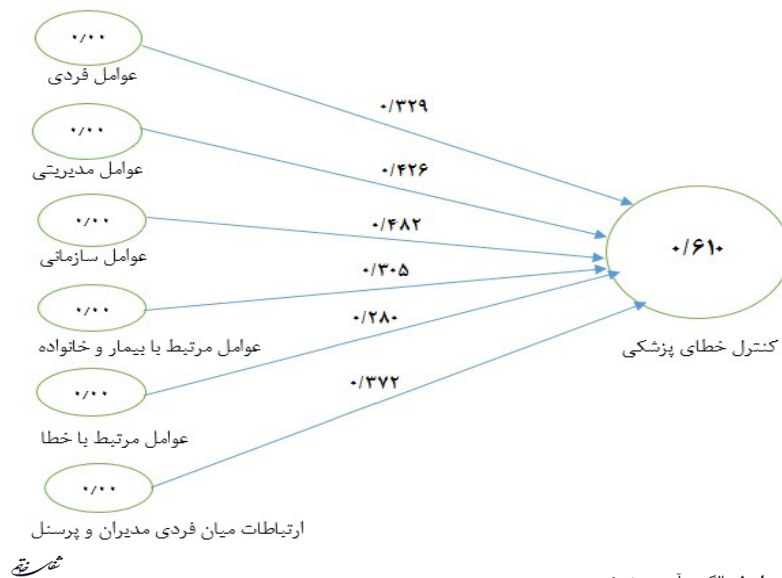 ۰/۰۰
عوامل فردی
۰/۳۲۹
۰/۰۰
عوامل مدیریتی
۰/۴۲۶
۰/۰۰
عوامل سازمانی
۰/۴۸۲
۰/۶۱۰
کنترل خطای پزشکی
۰/۳۰۵
۰/۰۰
عوامل مرتبط با بیمار و خانواده
۰/۲۸۰
۰/۰۰
عوامل مرتبط با خطا
۰/۳۷۲
۰/۰۰
ارتباطات میان فردی مدیران و پرسنل